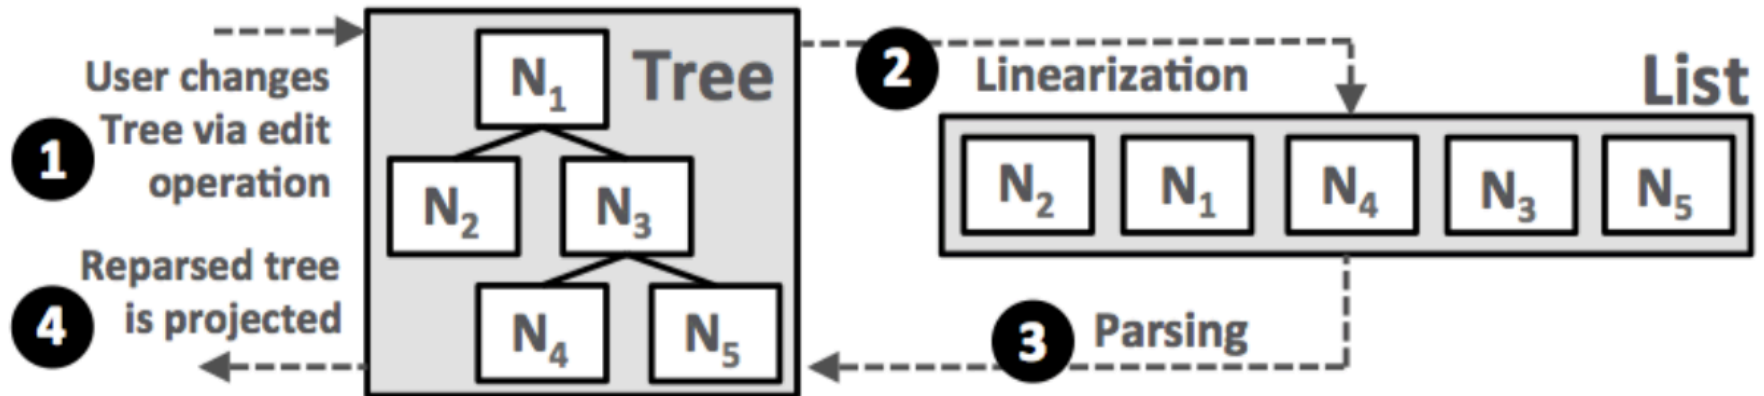 User changes
Tree via edit
operation
1
Reparsed tree
is projected
4
Tree
N1
N2 N3
N4 N5
2 Linearization
List
N2 N1 N4 N3 N5
3 Parsing